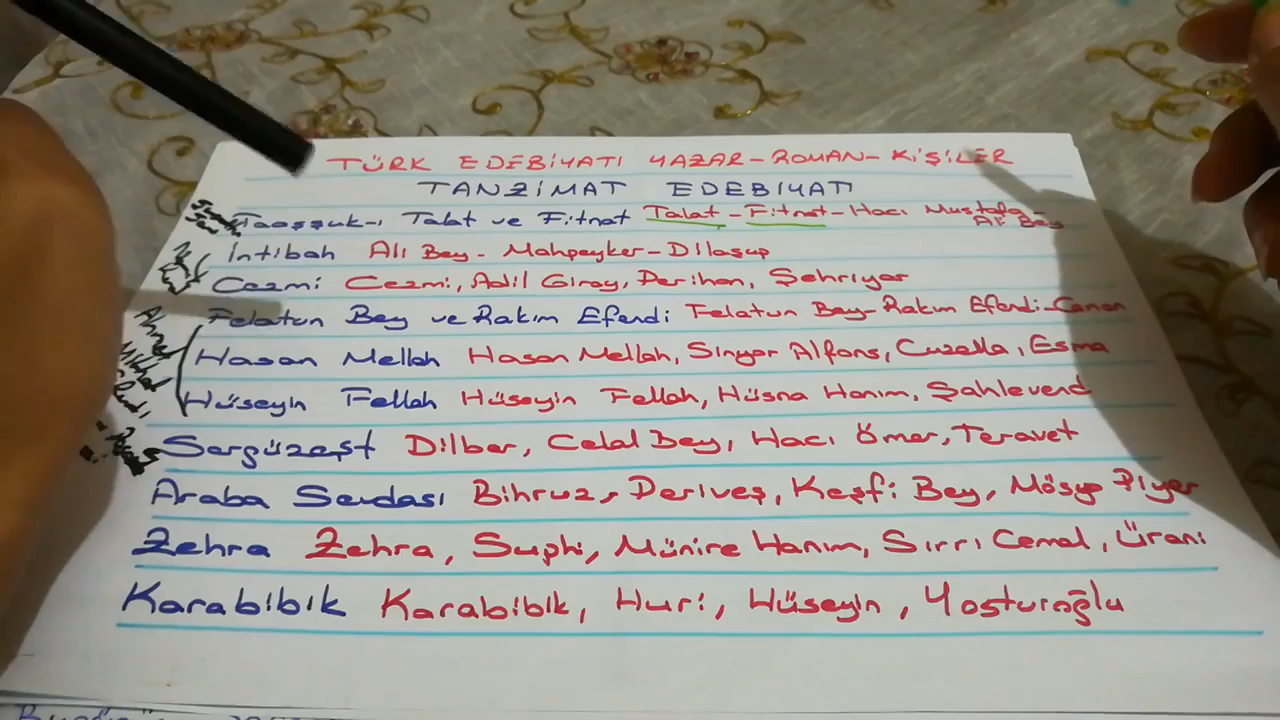 TÜRK EDEBİYATI YAZAR-ROMAN-KİŞİLER
TANZİMAT EDEBİYATI
Taaşşuk-ı Talat ve Fitnat Talat-Fitnat-Hacı Mustafa-
Ali Bey
İntibah Ali Bey- Mahpeyker-Dilaşup
Cezmi Cezmi, Adil Giray, Perihan, Şehriyar
Felatun Bey ve Rakım Efendi Felatun Bey-Rakım Efendi-Canan
Hasan Mellah Hasan Mellah, Sinyor Alfons, Cuzella, Esma
Hüseyin Fellah Hüseyin Fellah, Hüsna Hanım, Şahlevend
Sergüzeşt Dilber, Celal Bey, Hacı Ömer, Teravet
Araba Sevdası Bihruz, Periveş, Keşfi Bey, Mösyö Piyer
Zehra Zehra, Suphi, Münire Hanım, Sırrı Cemal, Ürani
Karabibik Karabibik, Huri, Hüseyin, Yosturoğlu